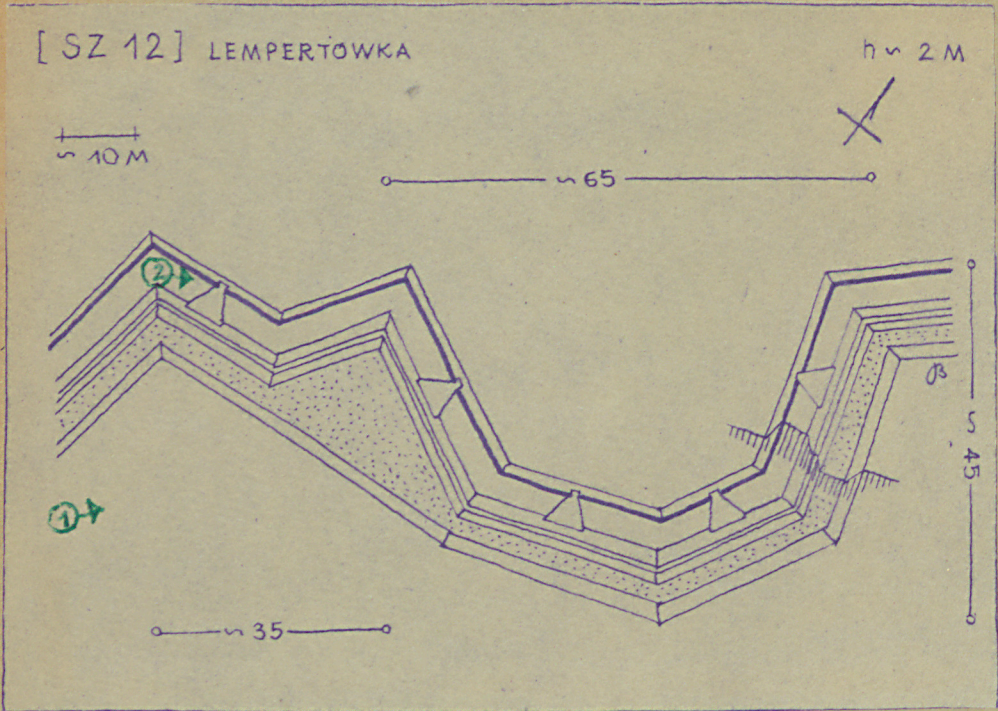 [ SZ 12 ] LEMPERTÓWKA
h ~ 2 M
~ 10 M
~ 65
2
β
~ 45
1
~ 35